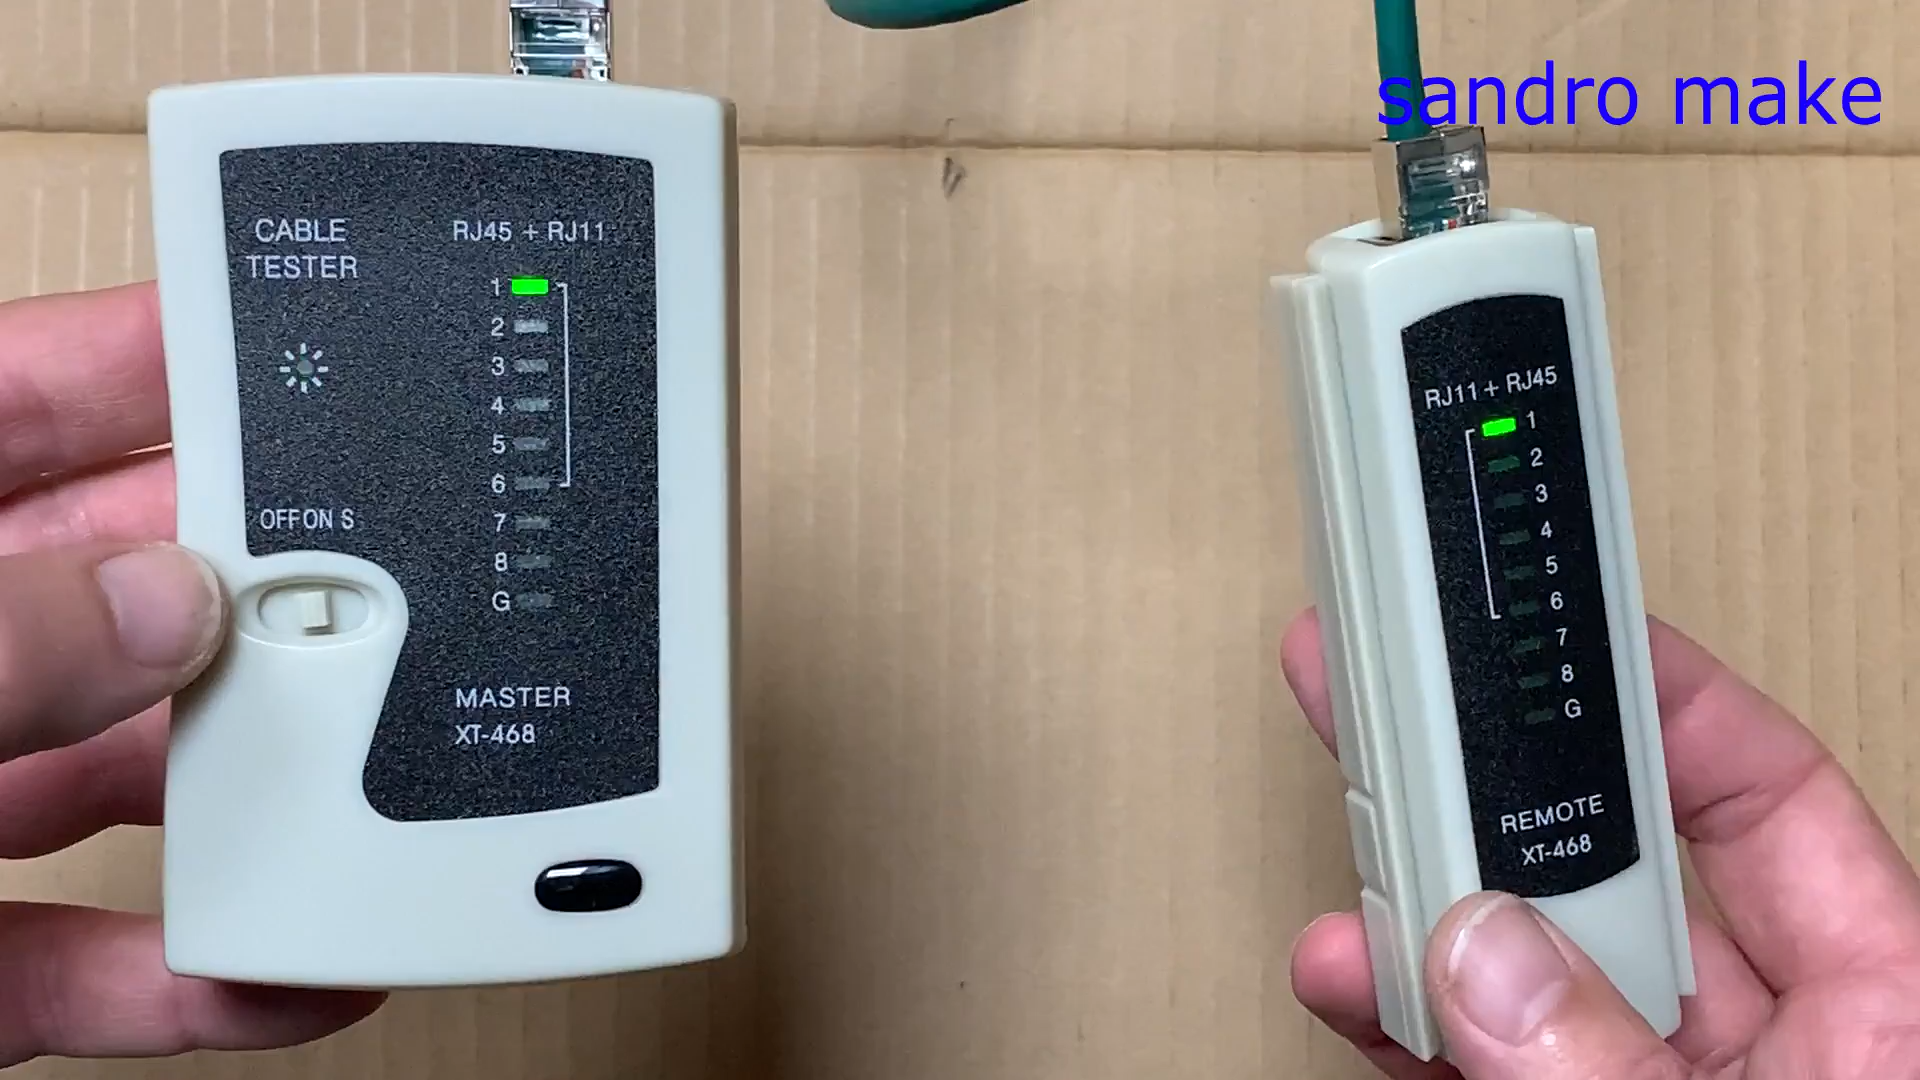 sandro make
CABLE
TESTER
RJ45 + RJ11
1
2
3
4
5
6
7
8
G
OFF ON S
MASTER
XT-468
RJ11 + RJ45
1
2
3
4
5
6
7
8
G
REMOTE
XT-468